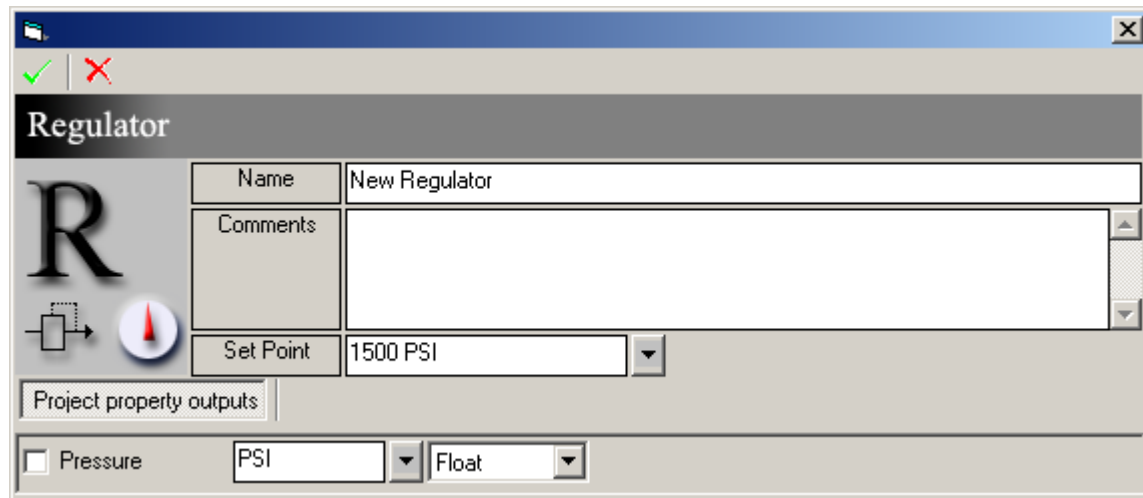 Regulator
R
Name
New Regulator
Comments
Set Point
1500 PSI
Project property outputs
Pressure
PSI
Float